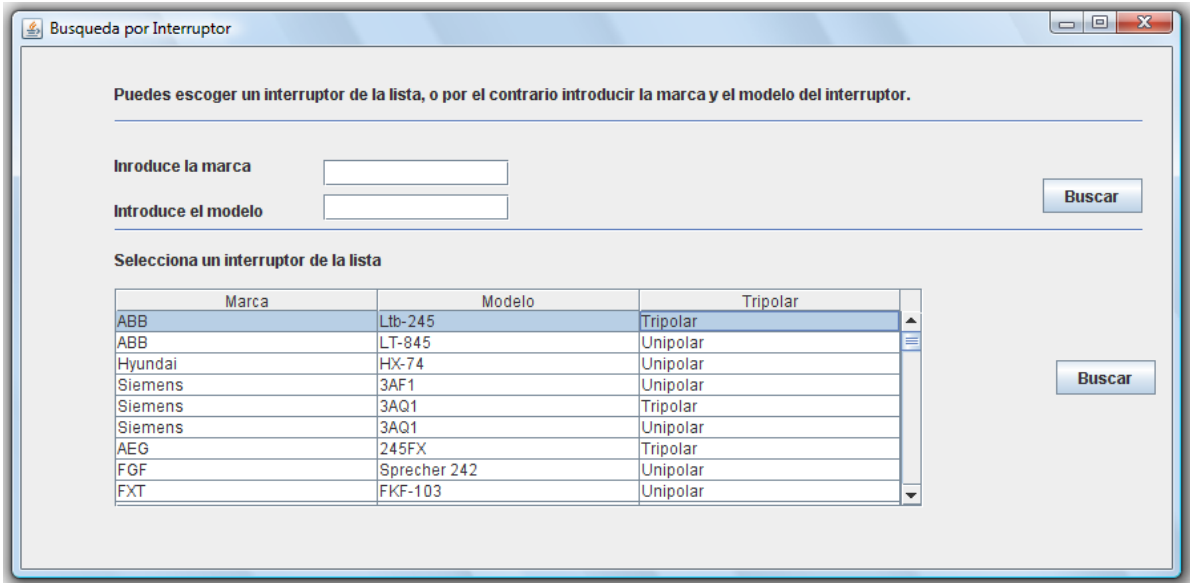 Busqueda por Interruptor
Puedes escoger un interruptor de la lista, o por el contrario introducir la marca y el modelo del interruptor.
Inroduce la marca
Introduce el modelo
Buscar
Selecciona un interruptor de la lista
Marca Modelo Tripolar
ABB Ltb-245 Tripolar
ABB LT-845 Unipolar
Hyundai HX-74 Unipolar
Siemens 3AF1 Unipolar
Siemens 3AQ1 Tripolar
Siemens 3AQ1 Unipolar
AEG 245FX Tripolar
FGF Sprecher 242 Unipolar
FXT FKF-103 Unipolar
Buscar